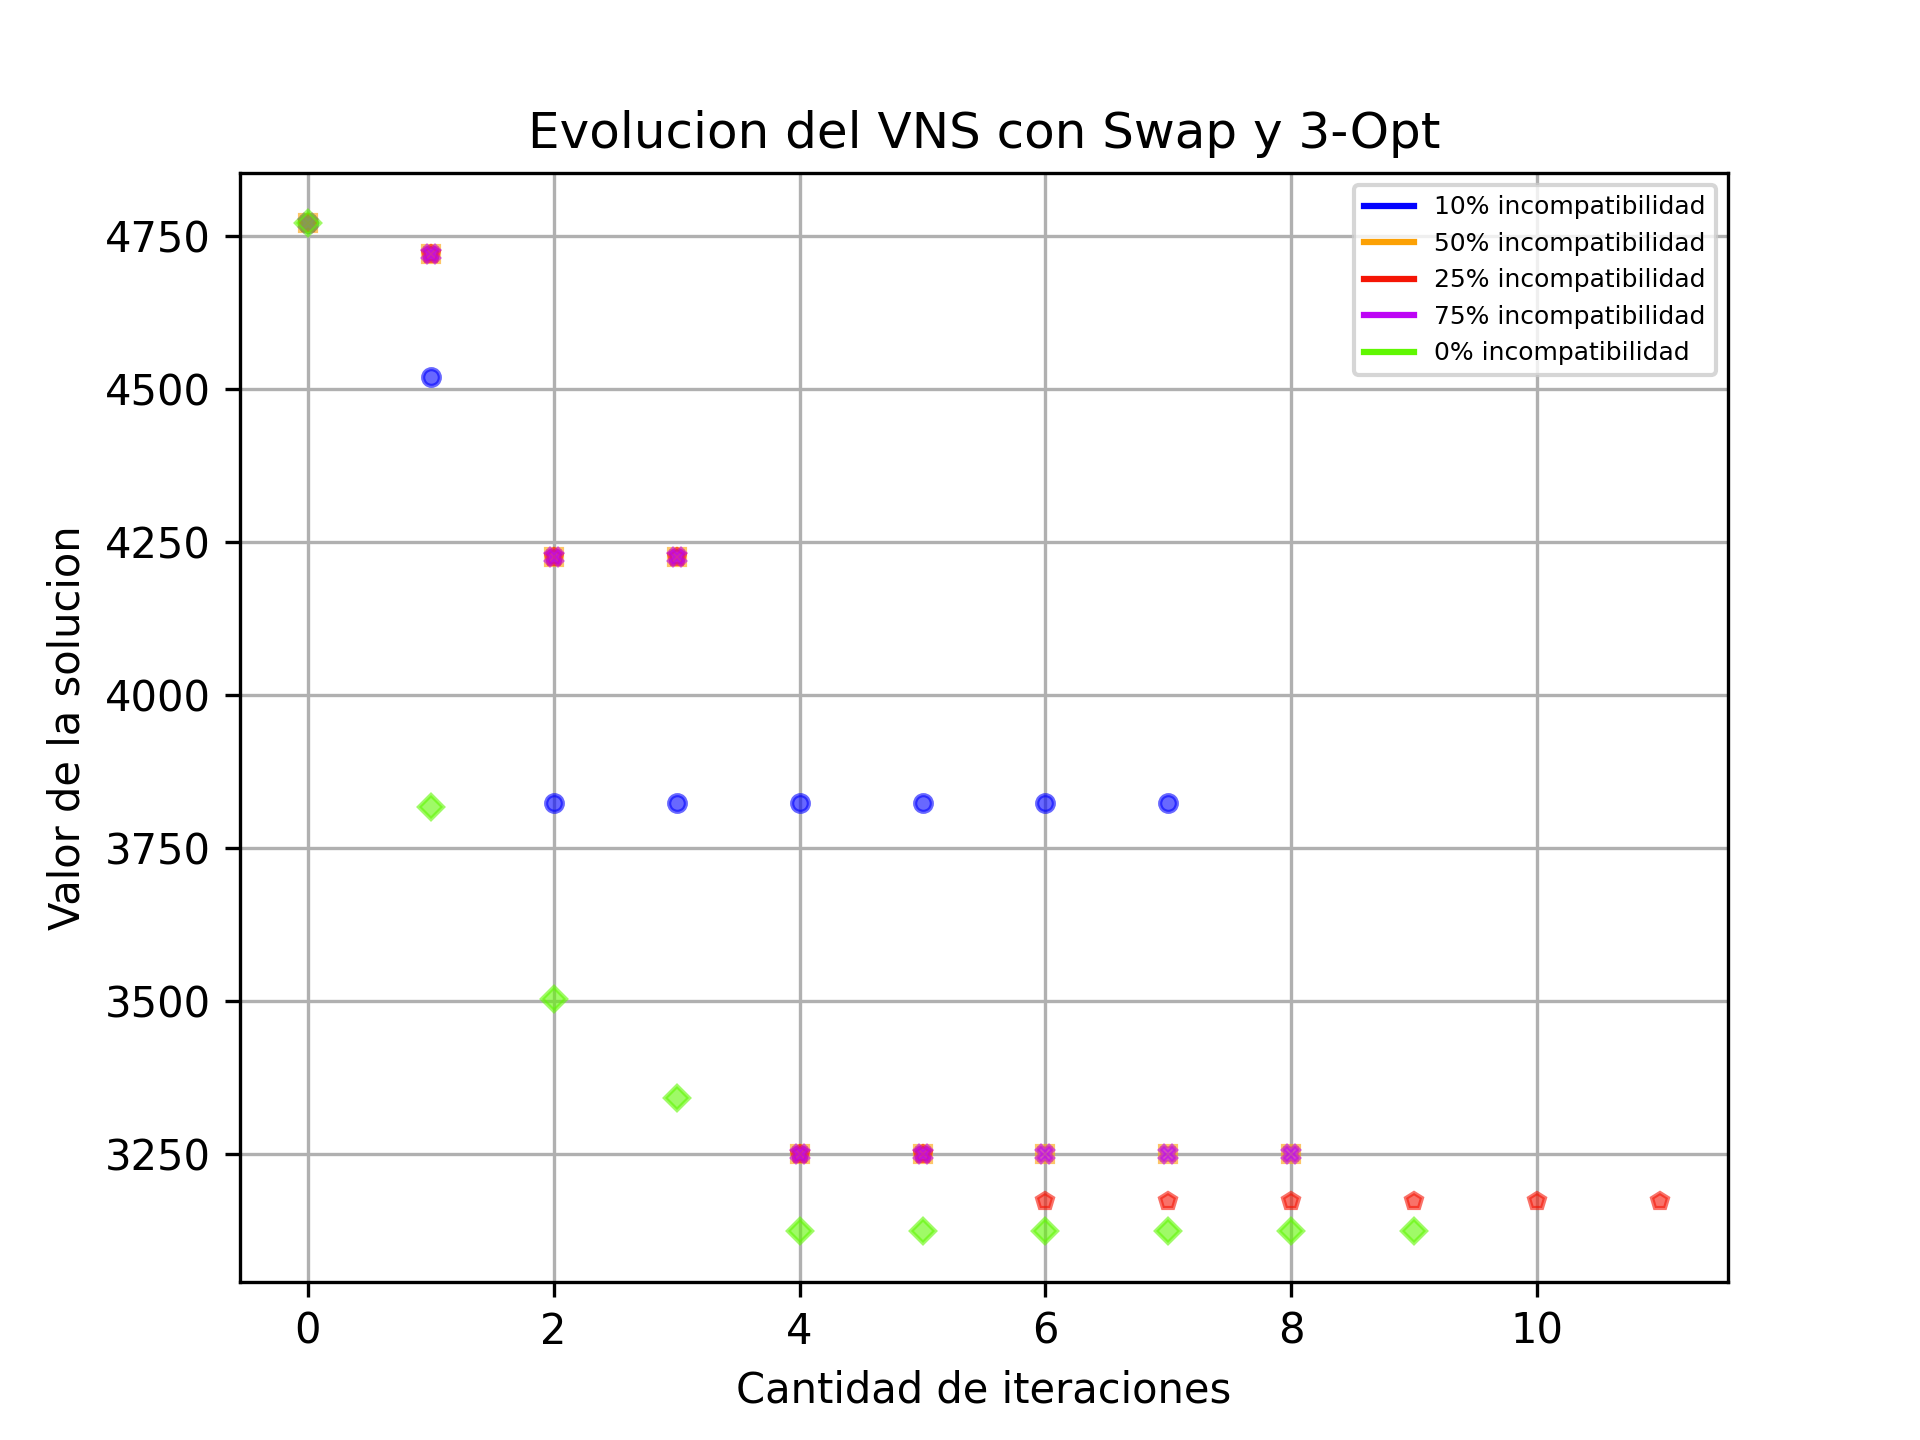 Evolucion del VNS con Swap y 3-Opt
10% incompatibilidad
50% incompatibilidad
25% incompatibilidad
75% incompatibilidad
0% incompatibilidad
Valor de la solucion
4750
4500
4250
4000
3750
3500
3250
0 2 4 6 8 10
Cantidad de iteraciones